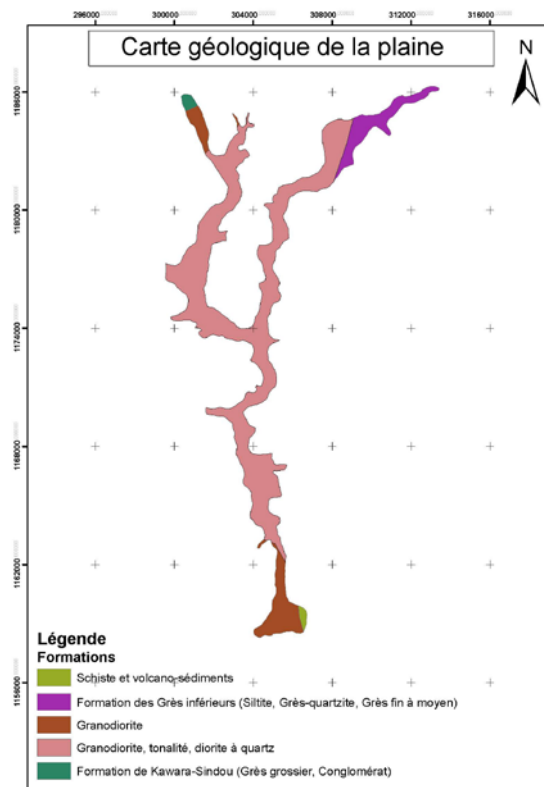 296000 300000 304000 308000 312000 316000
Carte géologique de la plaine
N
1186000
1180000
1174000
1168000
1162000
1156000
Légende
Formations
Schiste et volcano-sédiments
Formation des Grès inférieurs (Siltite, Grès-quartzite, Grès fin à moyen)
Granodiorite
Granodiorite, tonalité, diorite à quartz
Formation de Kawara-Sindou (Grès grossier, Conglomérat)